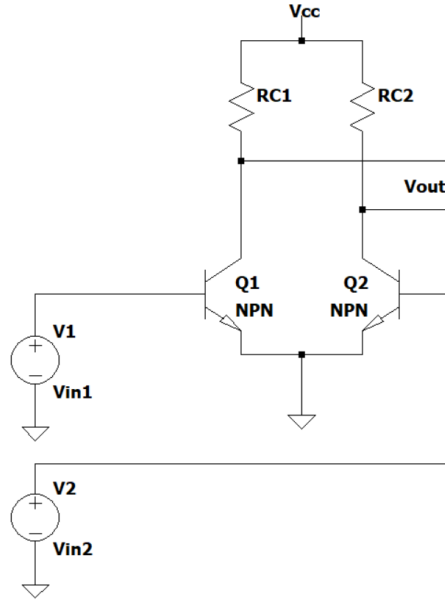 Vcc
RC1
RC2
Vout
Q1
Q2
NPN
NPN
V1
+
−
Vin1
V2
+
−
Vin2